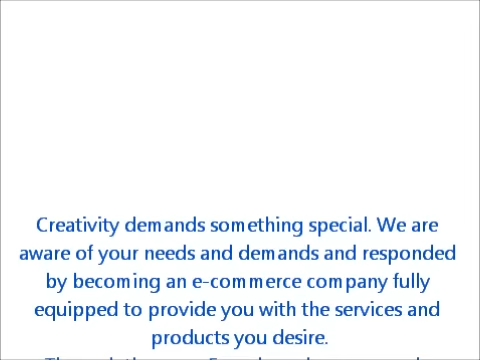 Creativity demands something special. We are
aware of your needs and demands and responded
by becoming an e-commerce company fully
equipped to provide you with the services and
products you desire.